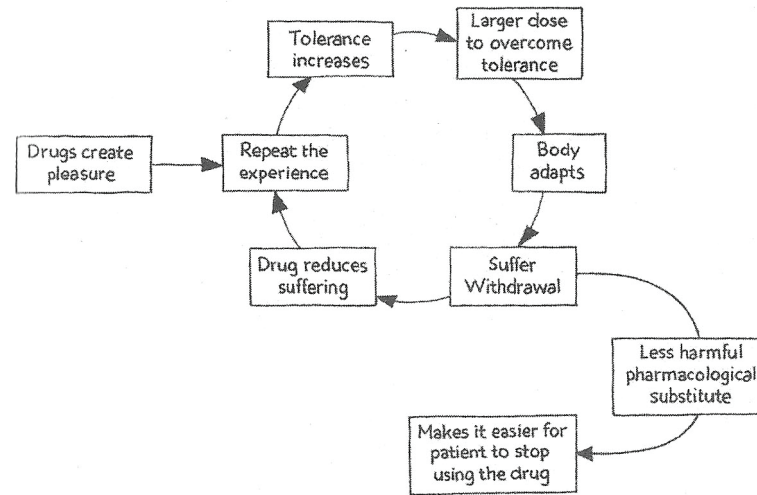 Tolerance
increases
Larger close
to overcome
tolerance
Drugs create
pleasure
Repeat the
experience
Body
adapts
Drug reduces
suffering
Suffer
Withdrawal
Less harmful
pharmacological
substitute
Makes it easier for
patient to stop
using the drug